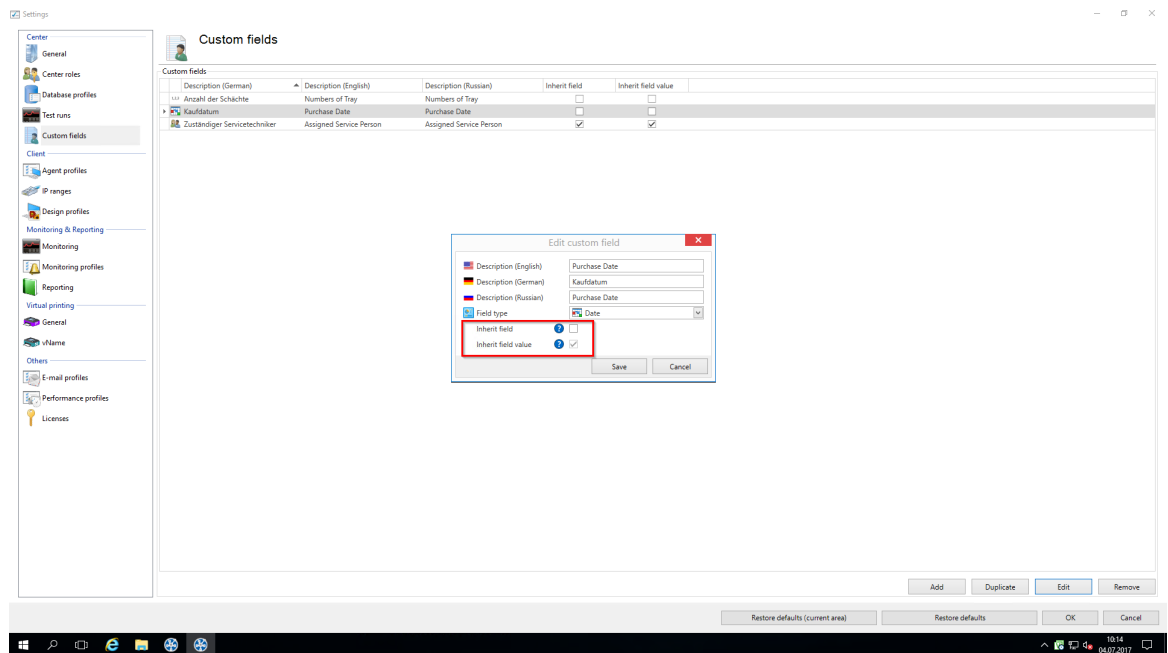 Settings
Center
General
Center roles
Database profiles
Test runs
Custom fields
Client
Agent profiles
IP ranges
Design profiles
Monitoring & Reporting
Monitoring
Monitoring profiles
Reporting
Virtual printing
General
vName
Others
E-mail profiles
Performance profiles
Licenses
Custom fields
Custom fields
Description (German) Description (English) Description (Russian) Inherit field Inherit field value
Anzahl der Schächte Numbers of Tray Numbers of Tray
Kaufdatum Purchase Date Purchase Date
Zuständiger Servicetechniker Assigned Service Person Assigned Service Person
Edit custom field
Description (English) Purchase Date
Description (German) Kaufdatum
Description (Russian) Purchase Date
Field type Date
Inherit field ?
Inherit field value ?
Save Cancel
Add Duplicate Edit Remove
Restore defaults (current area) Restore defaults OK Cancel
10:14
04.07.2017